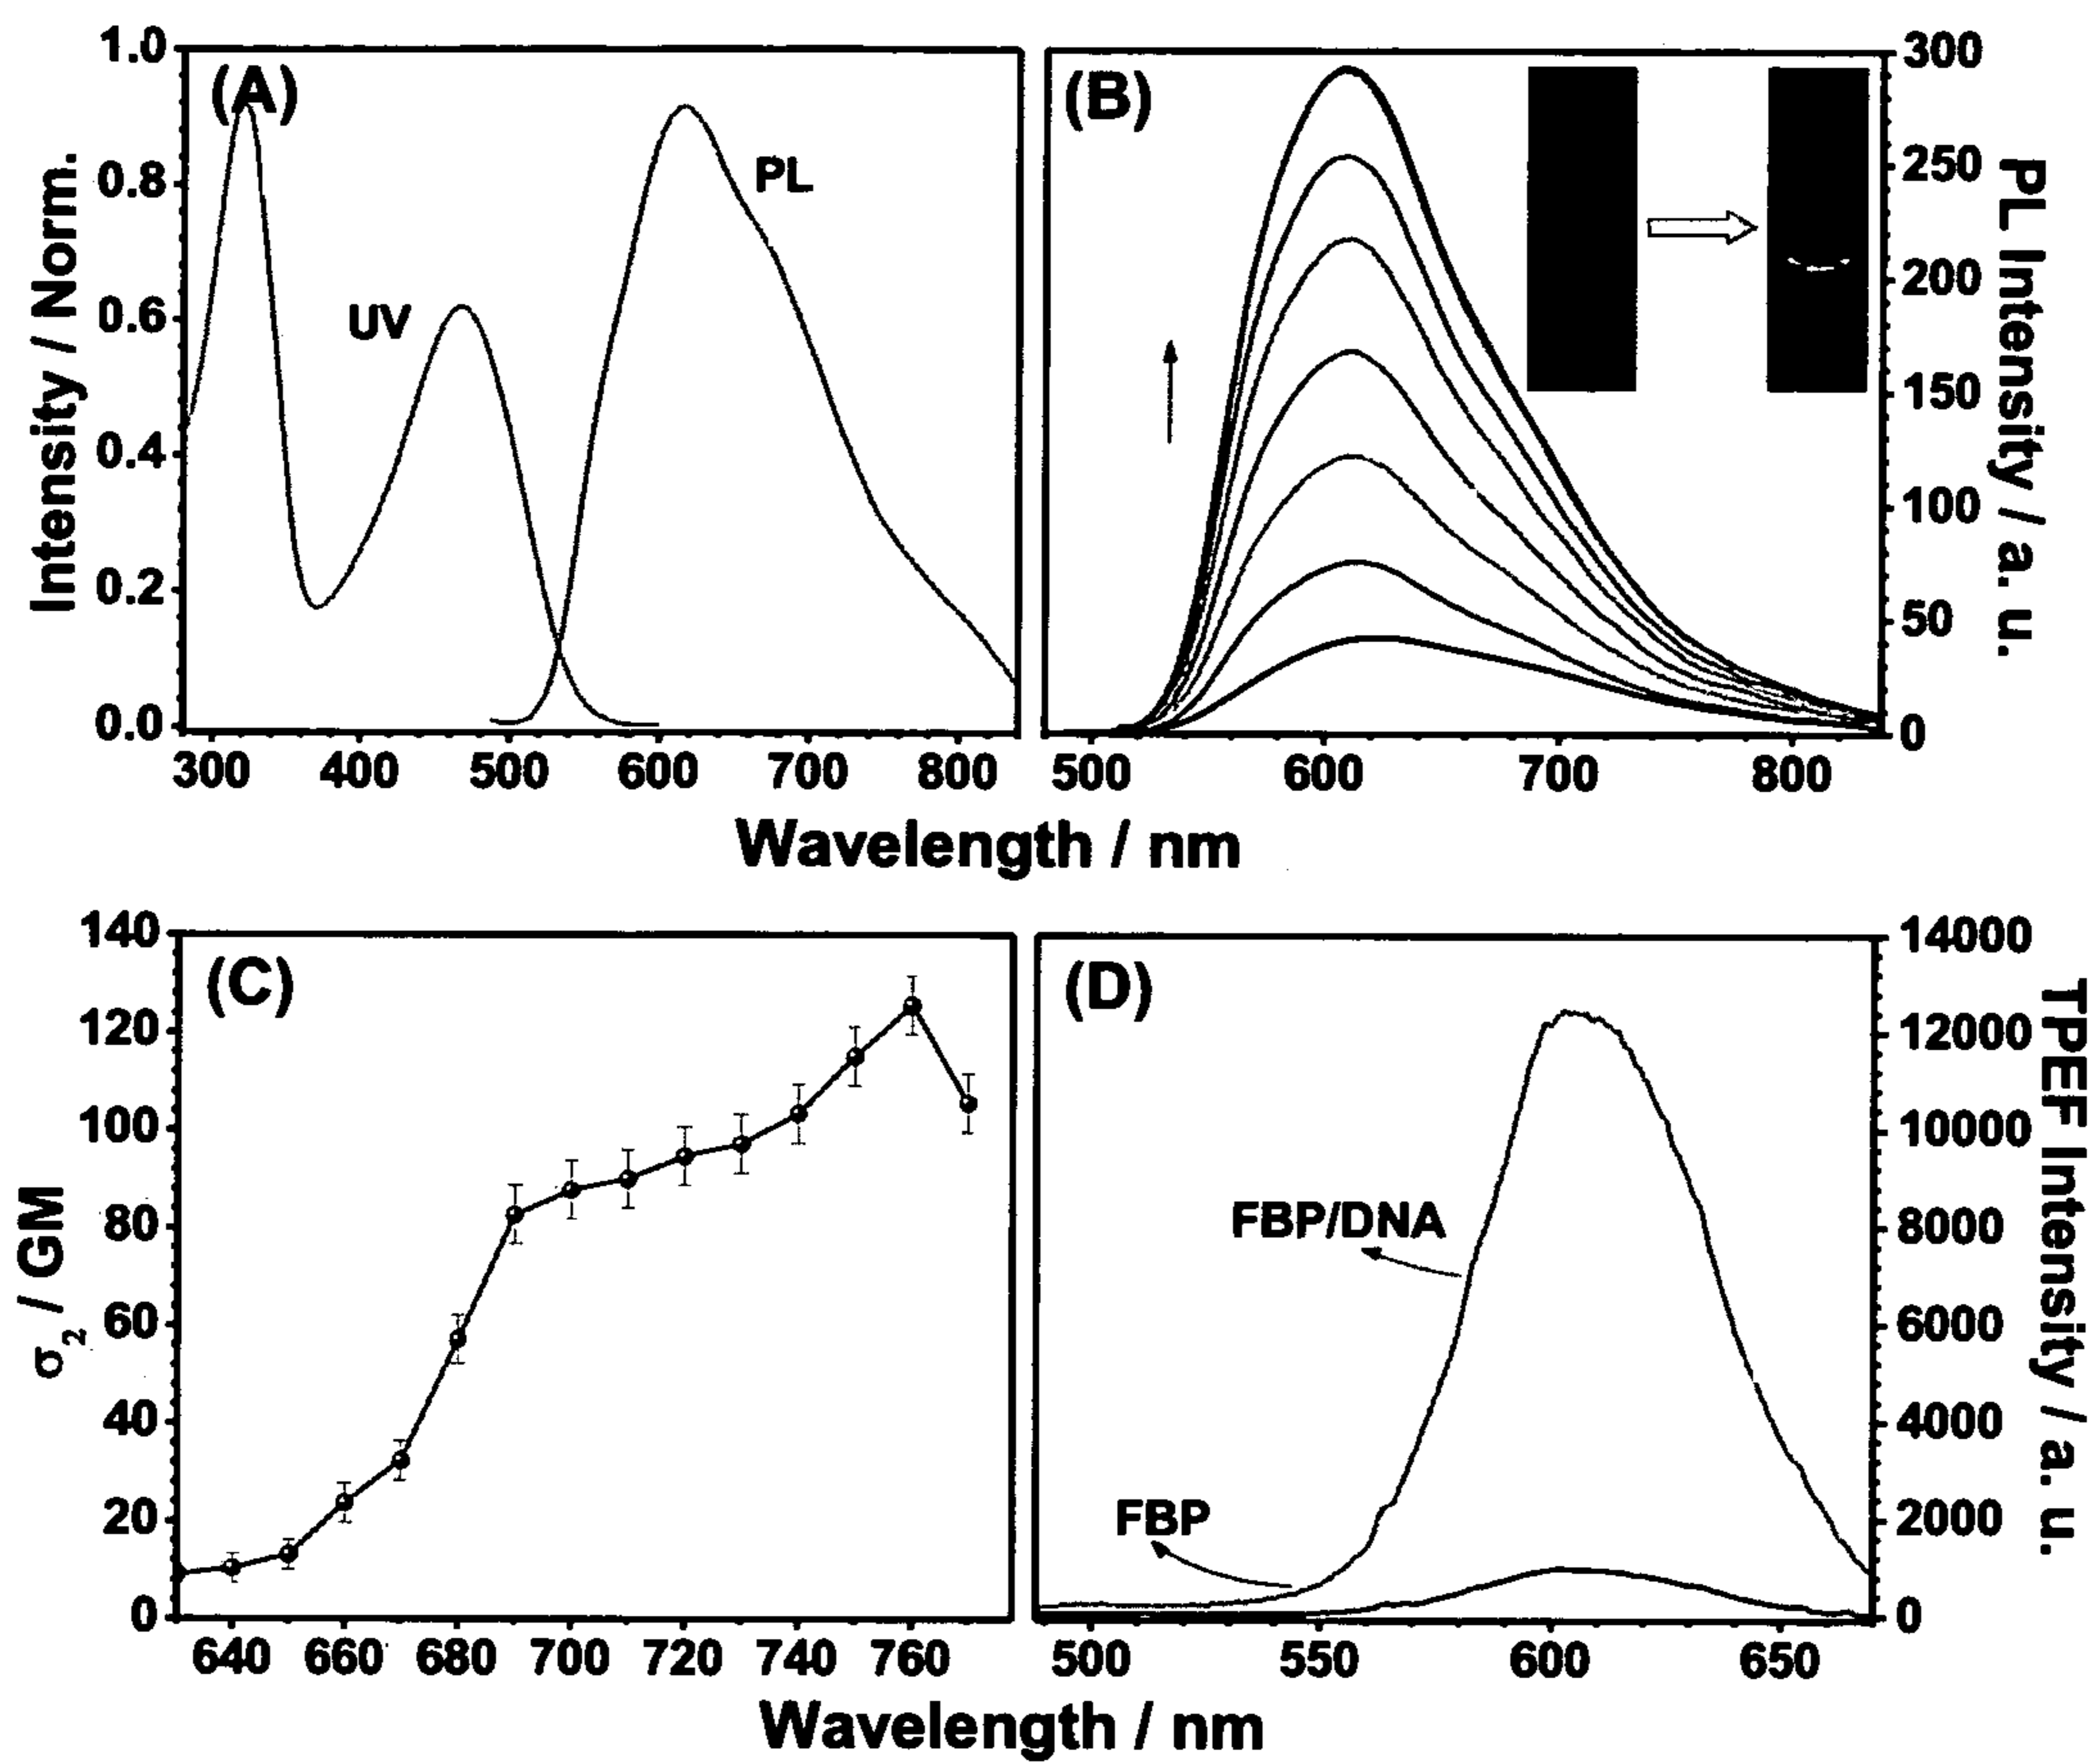 (A)
UV
PL
1.0
0.8
0.6
0.4
0.2
0.0
Intensity / Norm.
300 400 500 600 700 800
(B)
300
250
200
150
100
50
0
PL Intensity / a. u.
500 600 700 800
Wavelength / nm
(C)
140
120
100
80
60
40
20
0
σ2 / GM
640 660 680 700 720 740 760
(D)
FBP/DNA
FBP
14000
12000
10000
8000
6000
4000
2000
0
TPEF Intensity / a. u.
500 550 600 650
Wavelength / nm